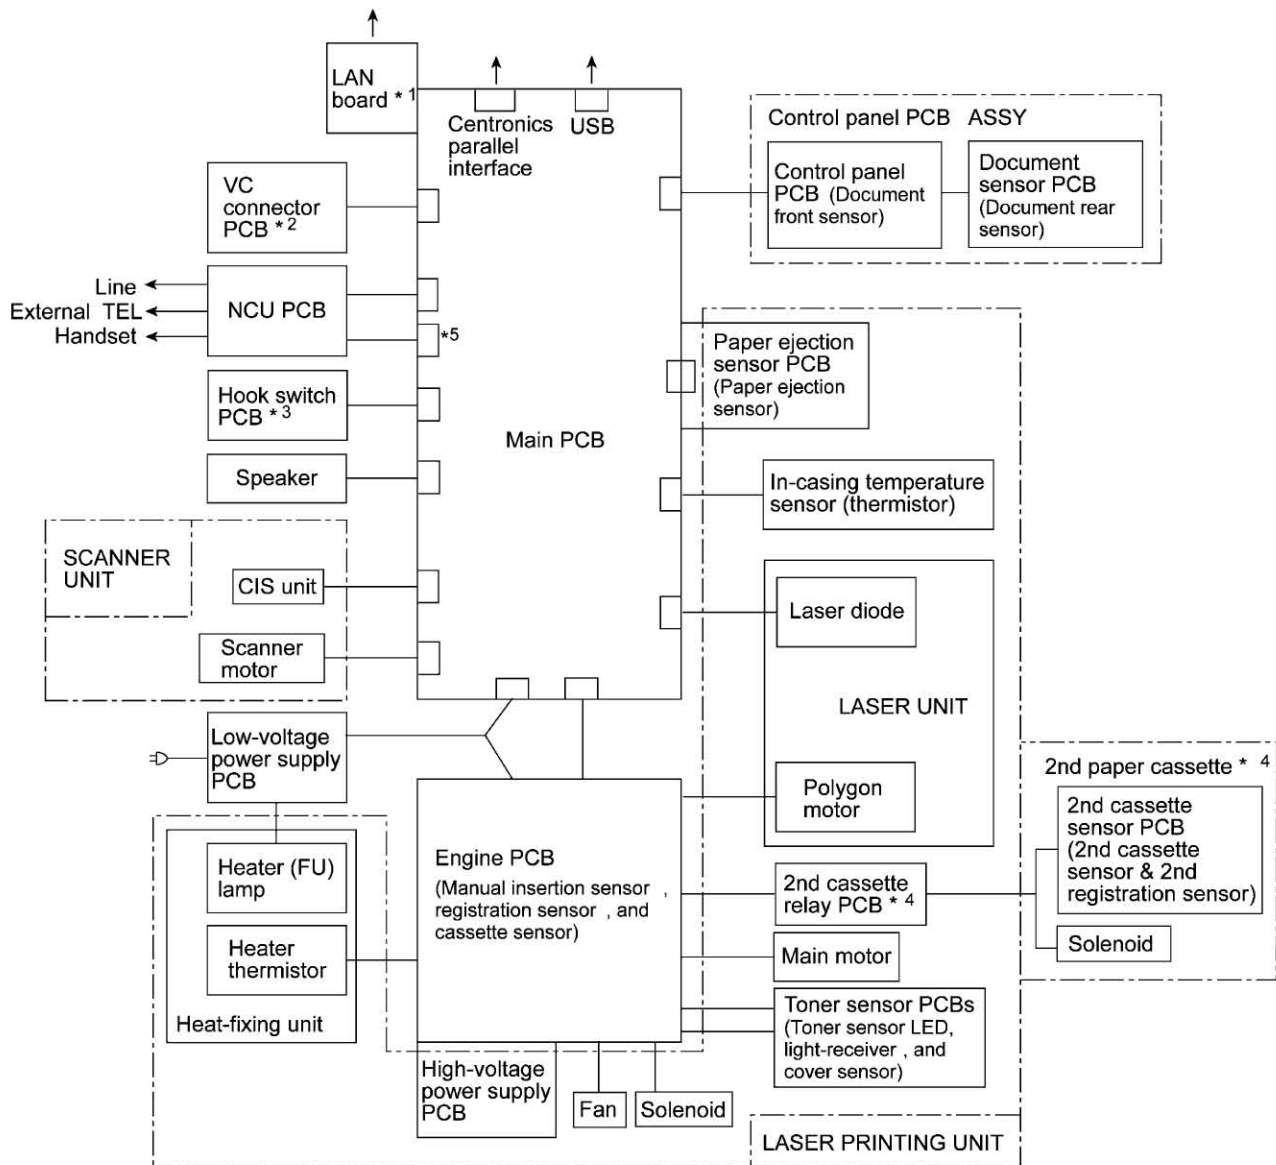 LAN
board * 1
Centronics
parallel
interface
USB
Control panel PCB ASSY
Control panel
PCB (Document
front sensor)
Document
sensor PCB
(Document rear
sensor)
VC
connector
PCB * 2
Line
External TEL
Handset
NCU PCB
*5
Hook switch
PCB * 3
Speaker
Main PCB
Paper ejection
sensor PCB
(Paper ejection
sensor)
In-casing temperature
sensor (thermistor)
SCANNER
UNIT
CIS unit
Scanner
motor
Laser diode
LASER UNIT
Polygon
motor
Low-voltage
power supply
PCB
Heater (FU)
lamp
Heater
thermistor
Heat-fixing unit
Engine PCB
(Manual insertion sensor ,
registration sensor , and
cassette sensor)
2nd paper cassette * 4
2nd cassette
sensor PCB
(2nd cassette
sensor & 2nd
registration sensor)
Solenoid
2nd cassette
relay PCB * 4
Main motor
Toner sensor PCBs
(Toner sensor LED,
light-receiver , and
cover sensor)
High-voltage
power supply
PCB
Fan
Solenoid
LASER PRINTING UNIT